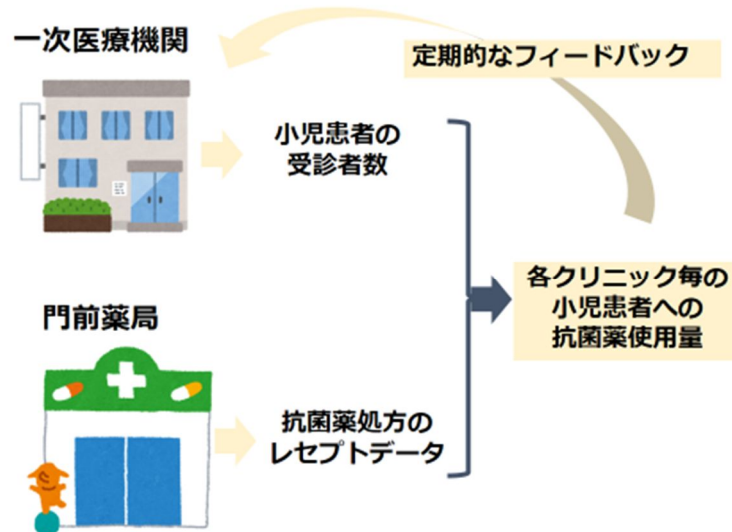 一次医療機関
定期的なフィードバック
小児患者の
受診者数
各クリニック毎の
小児患者への
抗菌薬使用量
門前薬局
抗菌薬処方の
レセプトデータ